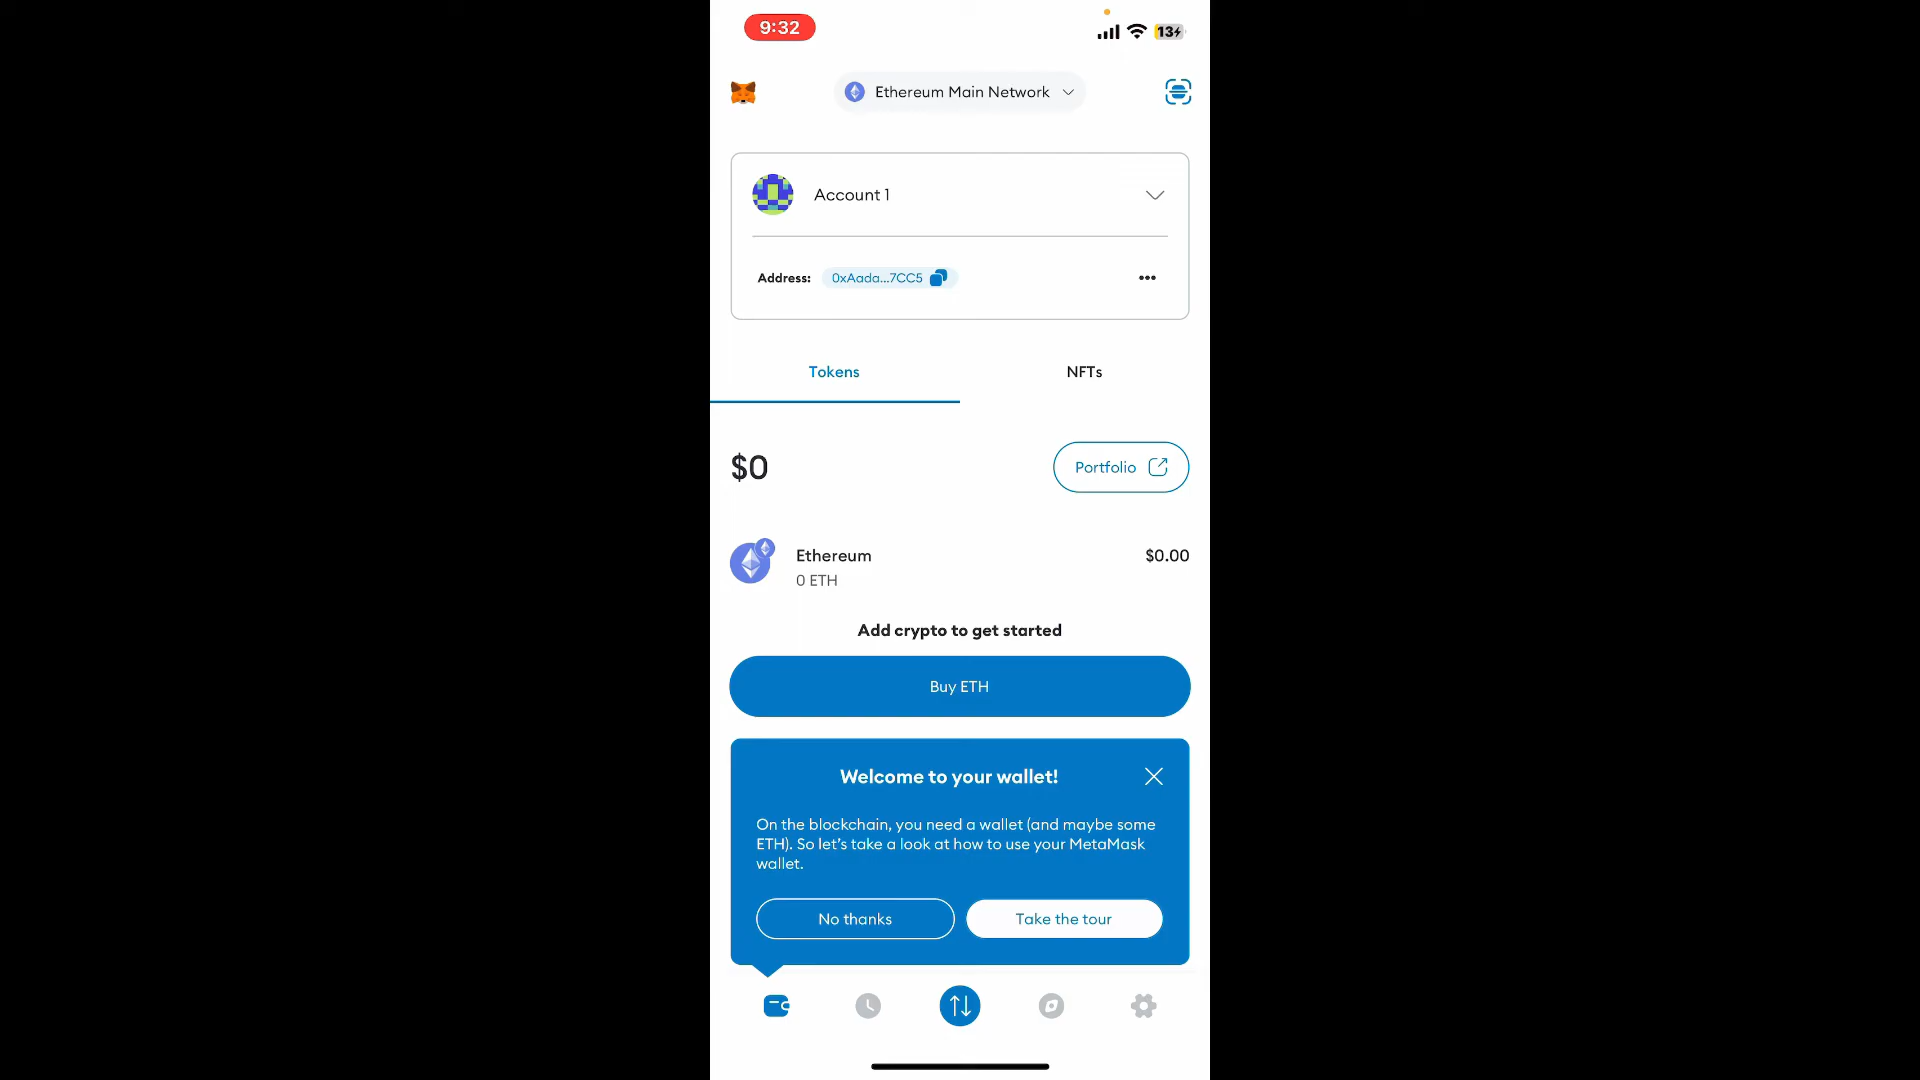 9:32
13
Ethereum Main Network
Account 1
Address: 0xAada...7CC5
Tokens
NFTs
$0
Portfolio
Ethereum
$0.00
0 ETH
Add crypto to get started
Buy ETH
Welcome to your wallet!
On the blockchain, you need a wallet (and maybe some
ETH). So let's take a look at how to use your MetaMask
wallet.
No thanks
Take the tour